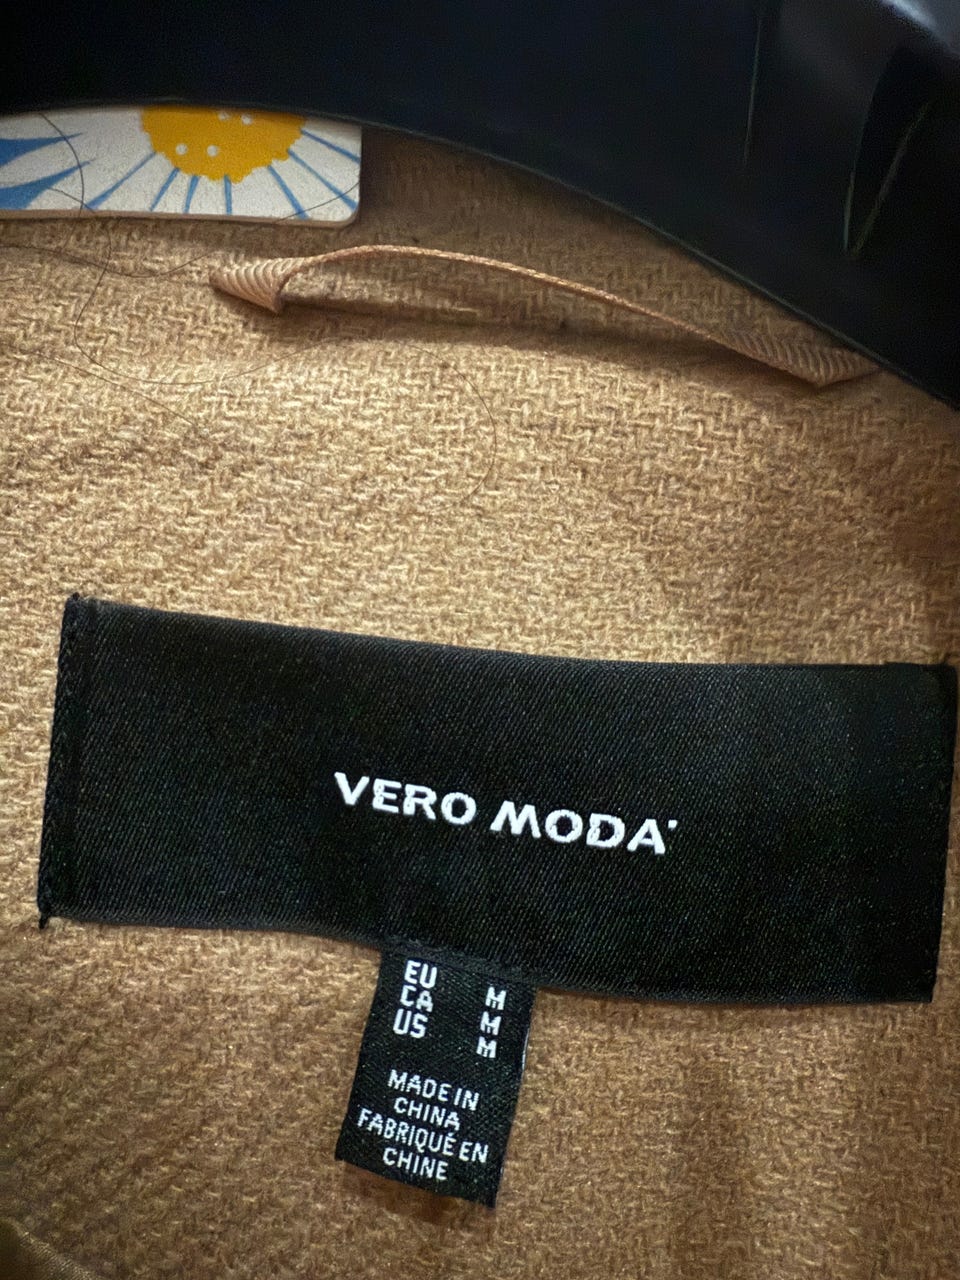 VERO MODA
EU M
CA M
US M
MADE IN
CHINA
FABRIQUÉ EN
CHINE